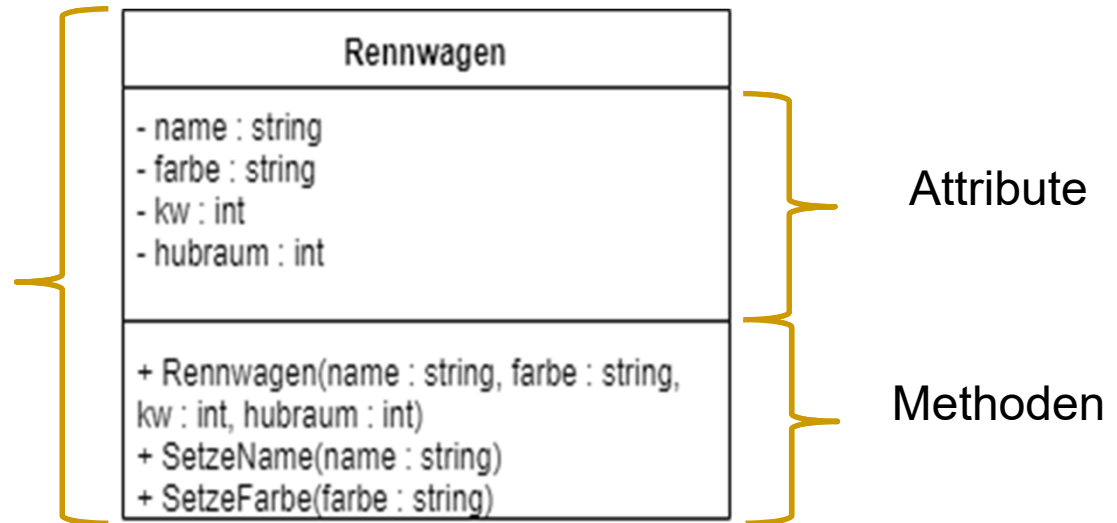 Rennwagen
- name : string
- farbe : string
- kw : int
- hubraum : int
Attribute
+ Rennwagen(name : string, farbe : string,
kw : int, hubraum : int)
+ SetzeName(name : string)
+ SetzeFarbe(farbe : string)
Methoden